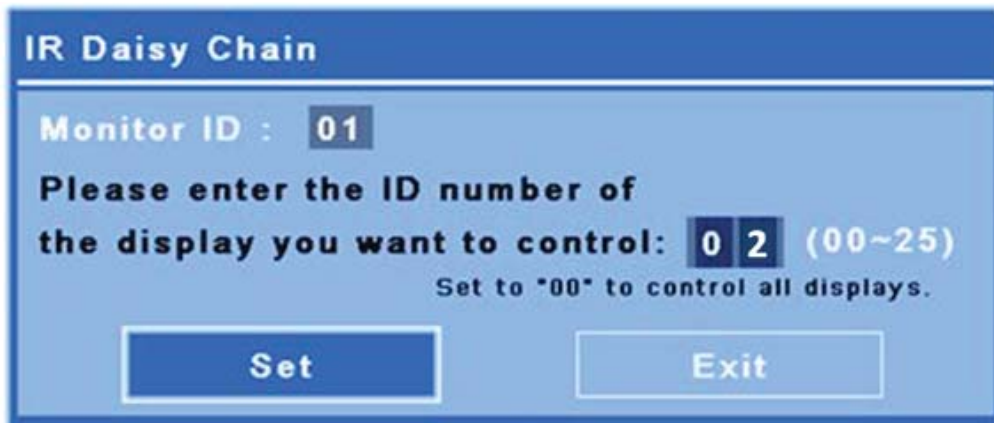 IR Daisy Chain
Monitor ID : 01
Please enter the ID number of
the display you want to control: 0 2 (00~25)
Set to "00" to control all displays.
Set Exit